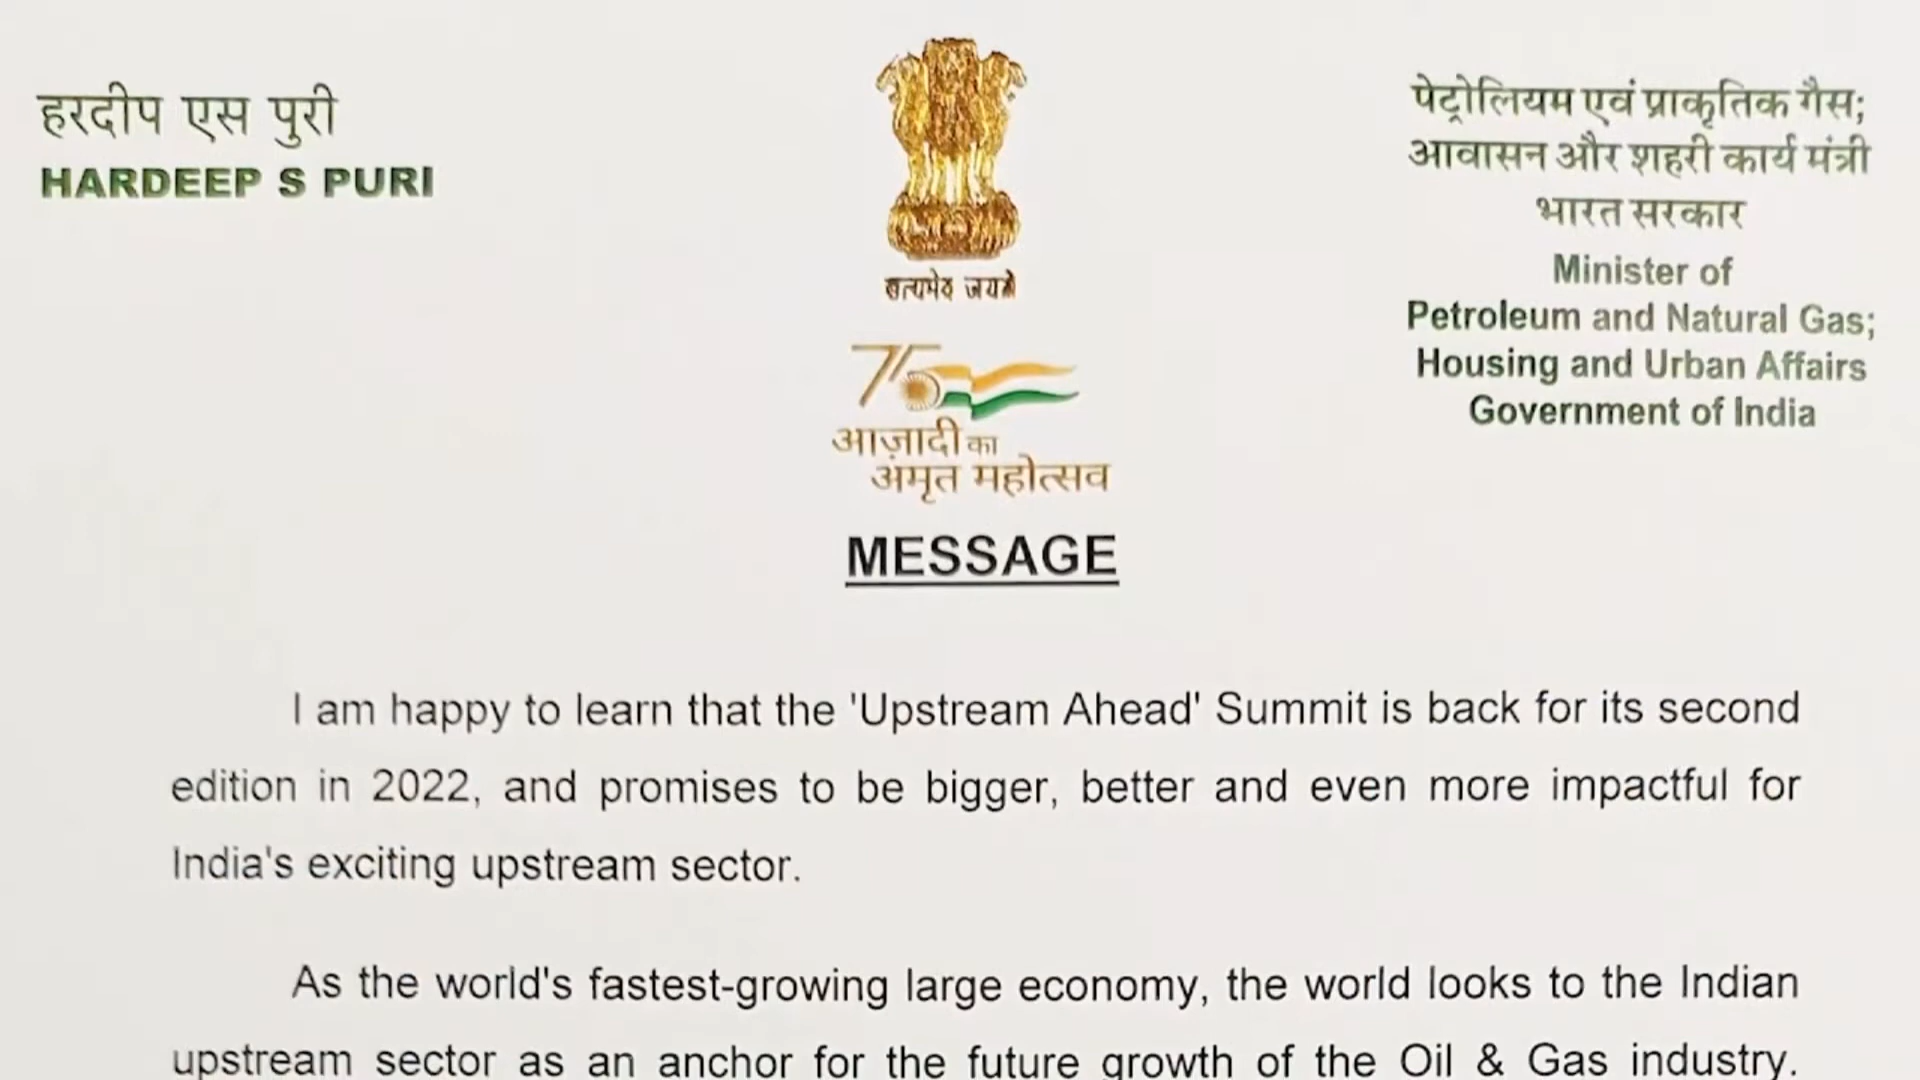 हरदीप एस पुरी
HARDEEP S PURI
सत्यमेव जयते
75
आज़ादी का
अमृत महोत्सव
पेट्रोलियम एवं प्राकृतिक गैस;
आवासन और शहरी कार्य मंत्री
भारत सरकार
Minister of
Petroleum and Natural Gas;
Housing and Urban Affairs
Government of India
MESSAGE
I am happy to learn that the 'Upstream Ahead' Summit is back for its second
edition in 2022, and promises to be bigger, better and even more impactful for
India's exciting upstream sector.
As the world's fastest-growing large economy, the world looks to the Indian
upstream sector as an anchor for the future growth of the Oil & Gas industry.